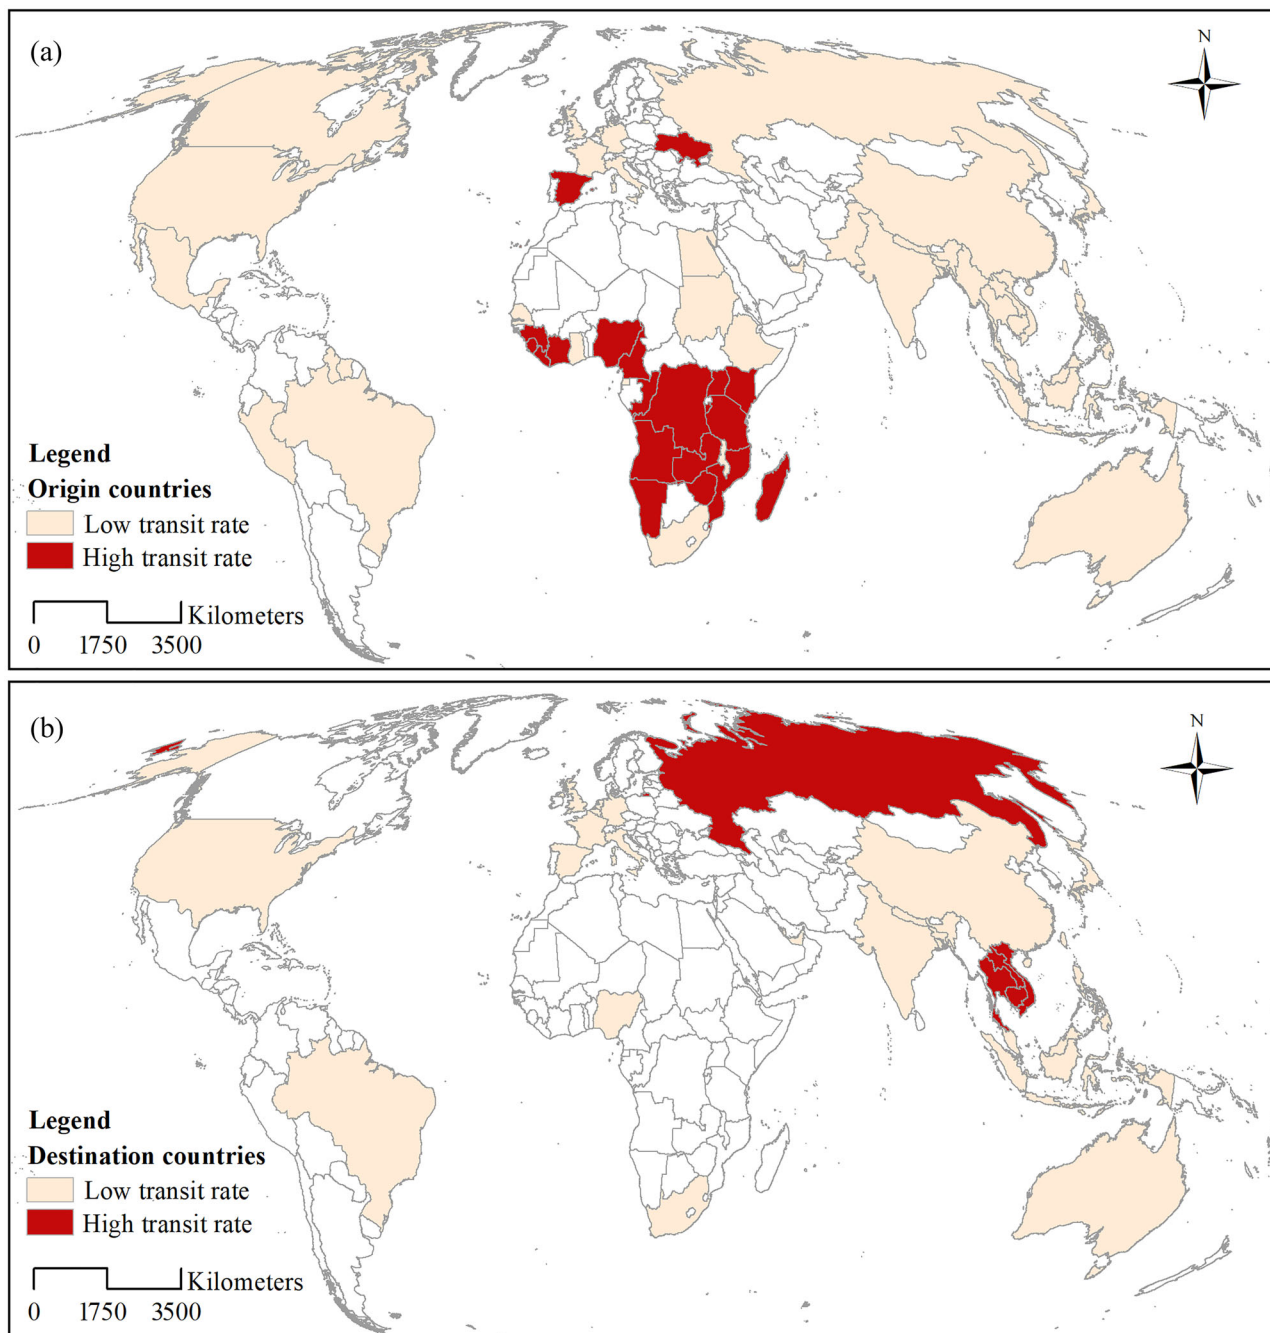 (a)
N
Legend
Origin countries
Low transit rate
High transit rate
Kilometers
0 1750 3500
(b)
N
Legend
Destination countries
Low transit rate
High transit rate
Kilometers
0 1750 3500